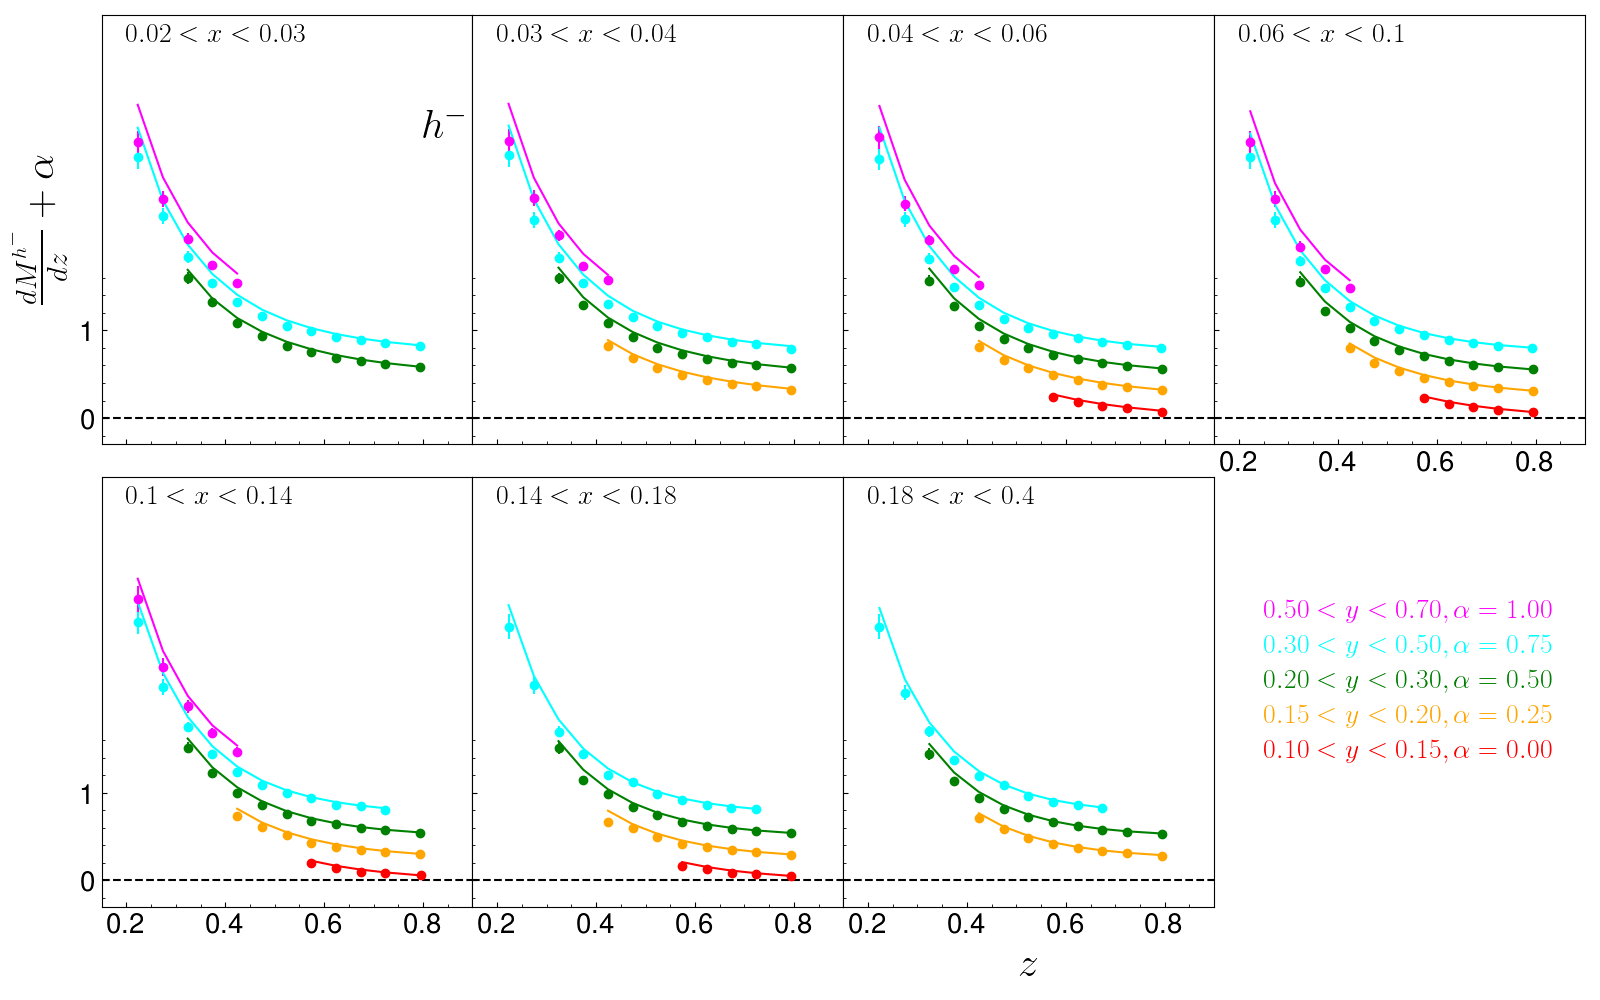 0.02 < x < 0.03
0.03 < x < 0.04
0.04 < x < 0.06
0.06 < x < 0.1
h⁻
dM^{h⁻}/dz + α
1
0
0.2 0.4 0.6 0.8
0.1 < x < 0.14
0.14 < x < 0.18
0.18 < x < 0.4
0.50 < y < 0.70, α = 1.00
0.30 < y < 0.50, α = 0.75
0.20 < y < 0.30, α = 0.50
0.15 < y < 0.20, α = 0.25
0.10 < y < 0.15, α = 0.00
1
0
0.2 0.4 0.6 0.8
0.2 0.4 0.6 0.8
0.2 0.4 0.6 0.8
z